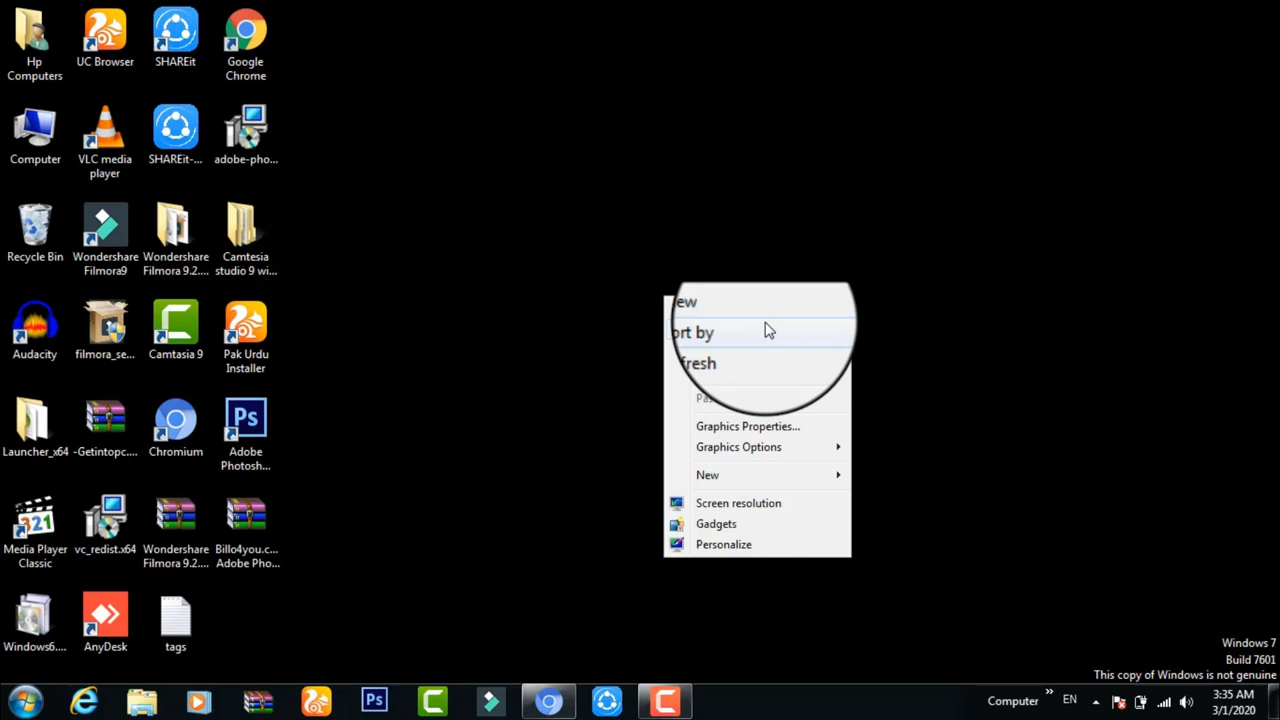 Hp
Computers
UC Browser
SHAREit
Google
Chrome
Computer
VLC media
player
SHAREit-...
adobe-pho...
Recycle Bin
Wondershare
Filmora9
Wondershare
Filmora 9.2....
Camtesia
studio 9 wi...
Audacity
filmora_se...
Camtasia 9
Pak Urdu
Installer
Launcher_x64
-Getintopc....
Chromium
Ps
Adobe
Photosh...
321
Media Player
Classic
vc_redist.x64
Wondershare
Filmora 9.2....
Billo4you.c...
Adobe Pho...
Windows6....
AnyDesk
tags
ew
ort by
fresh
Pas
Graphics Properties...
Graphics Options
New
Screen resolution
Gadgets
Personalize
Windows 7
Build 7601
This copy of Windows is not genuine
Ps
Computer
»
EN
3:35 AM
3/1/2020